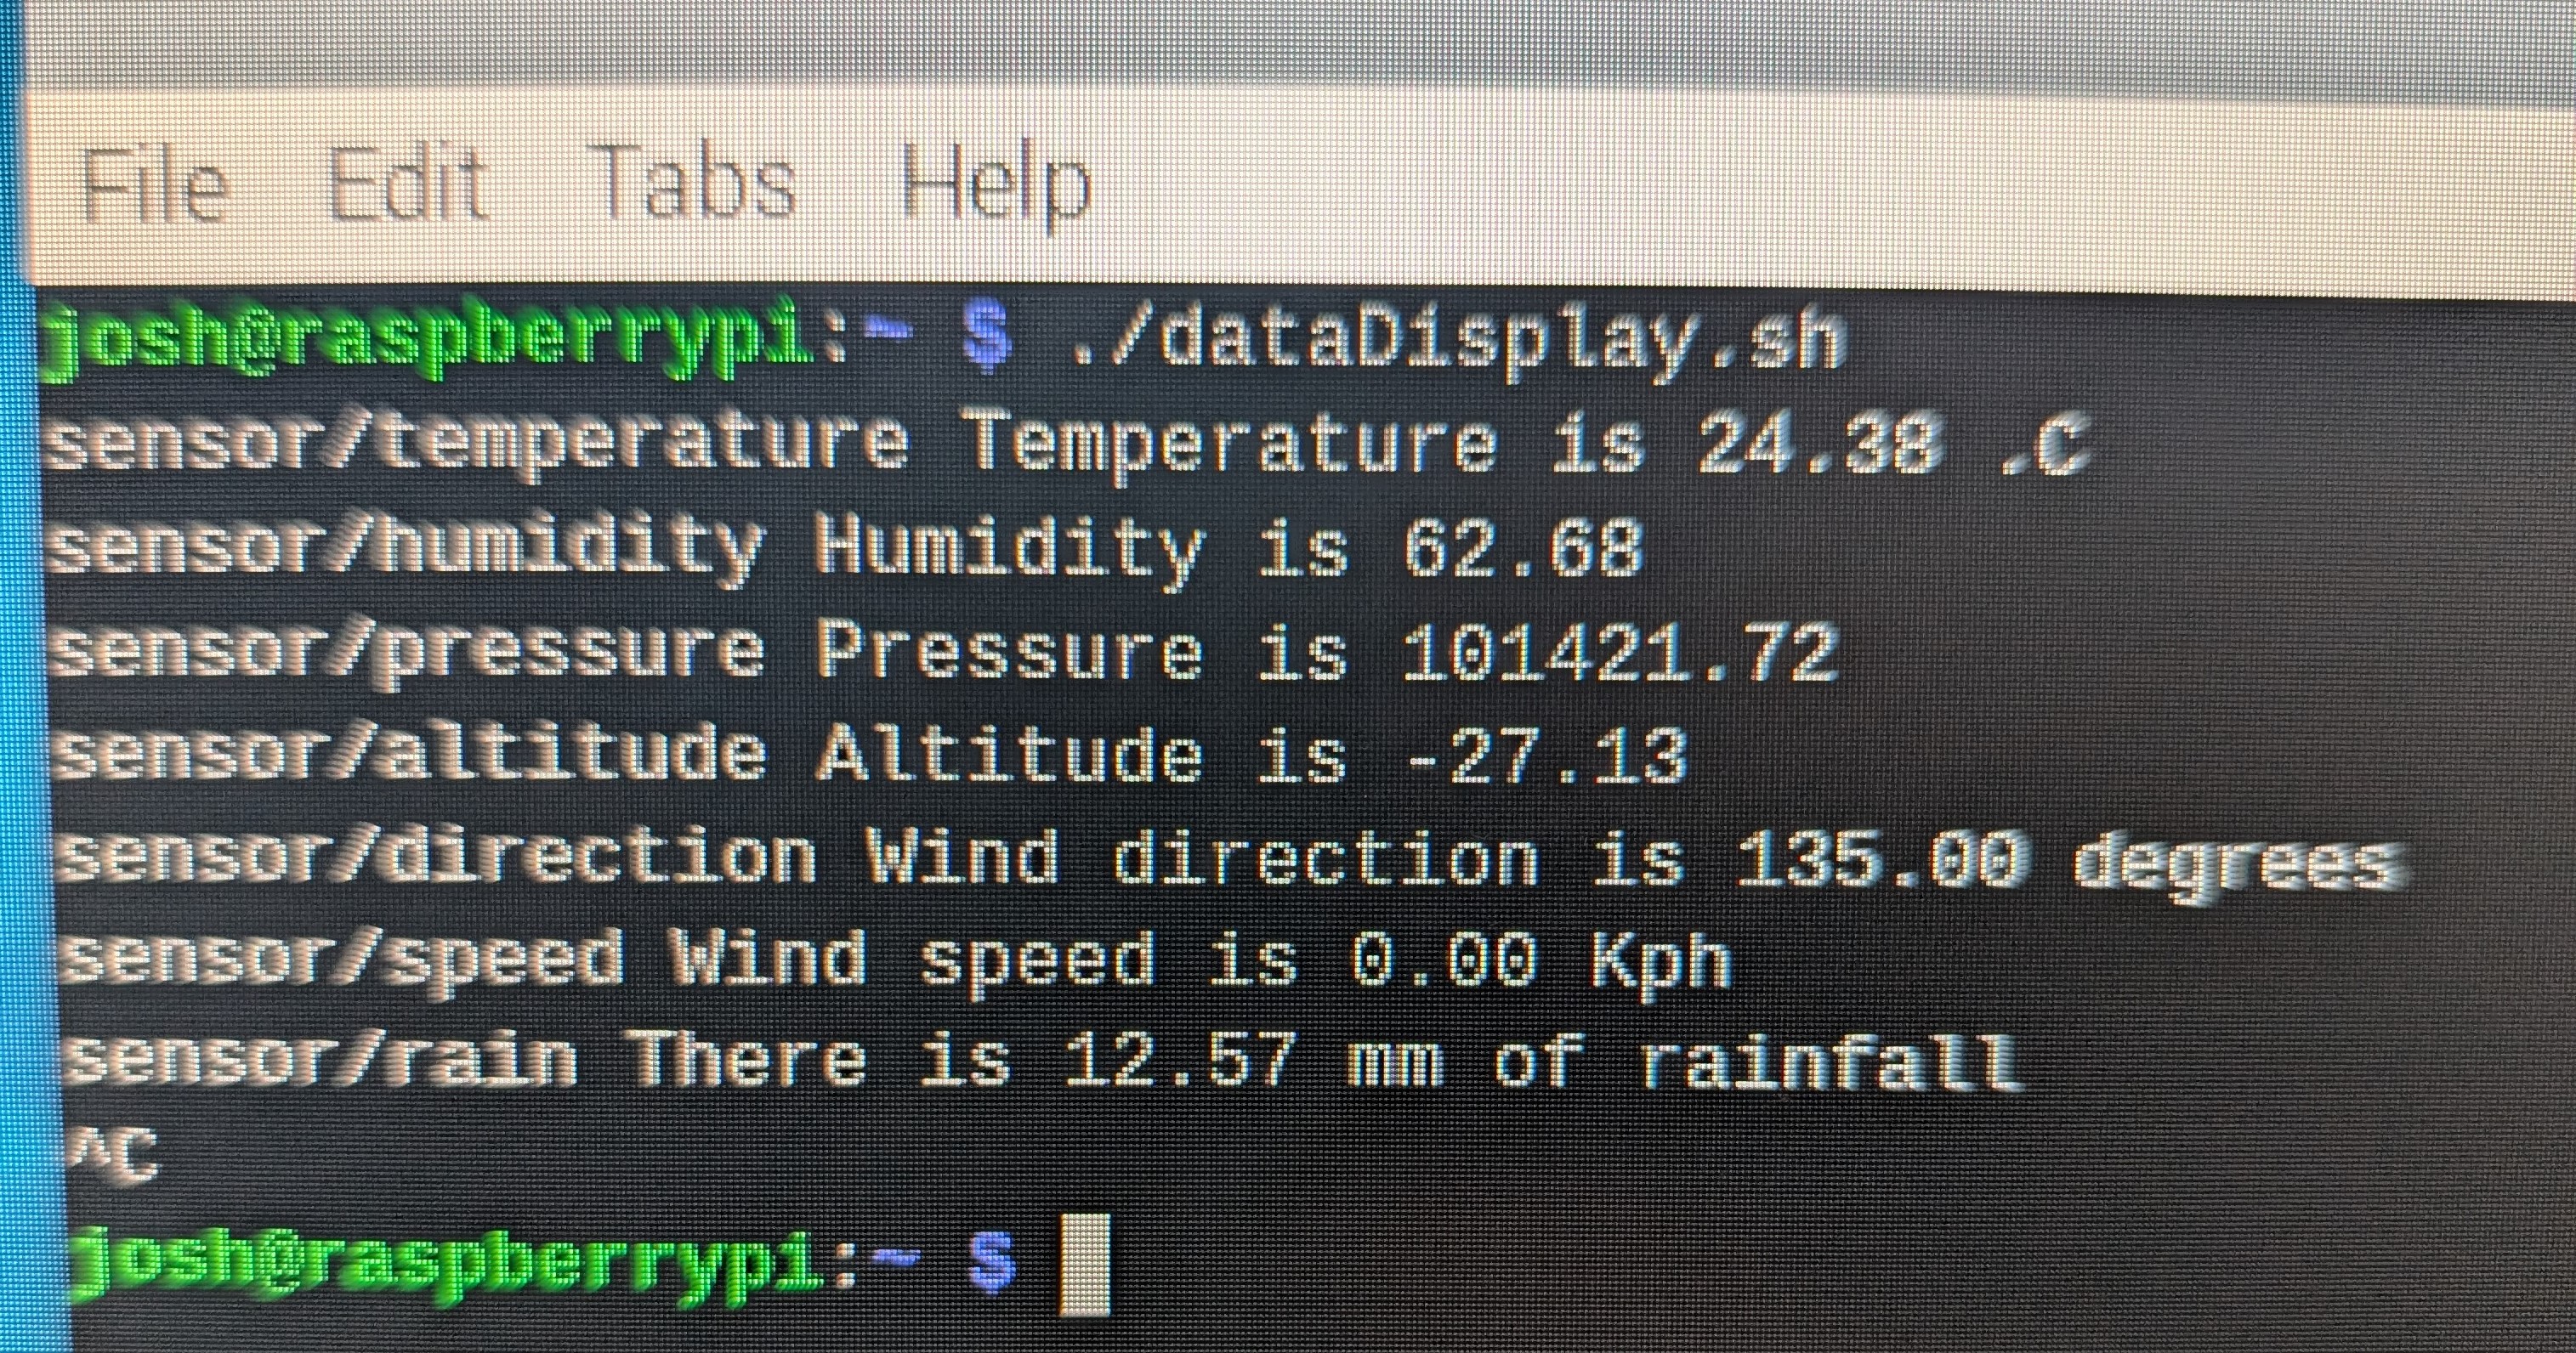 File Edit Tabs Help
josh@raspberrypi:~ $ ./dataDisplay.sh
sensor/temperature Temperature is 24.38 .C
sensor/humidity Humidity is 62.68
sensor/pressure Pressure is 101421.72
sensor/altitude Altitude is -27.13
sensor/direction Wind direction is 135.00 degrees
sensor/speed Wind speed is 0.00 Kph
sensor/rain There is 12.57 mm of rainfall
^C
josh@raspberrypi:~ $